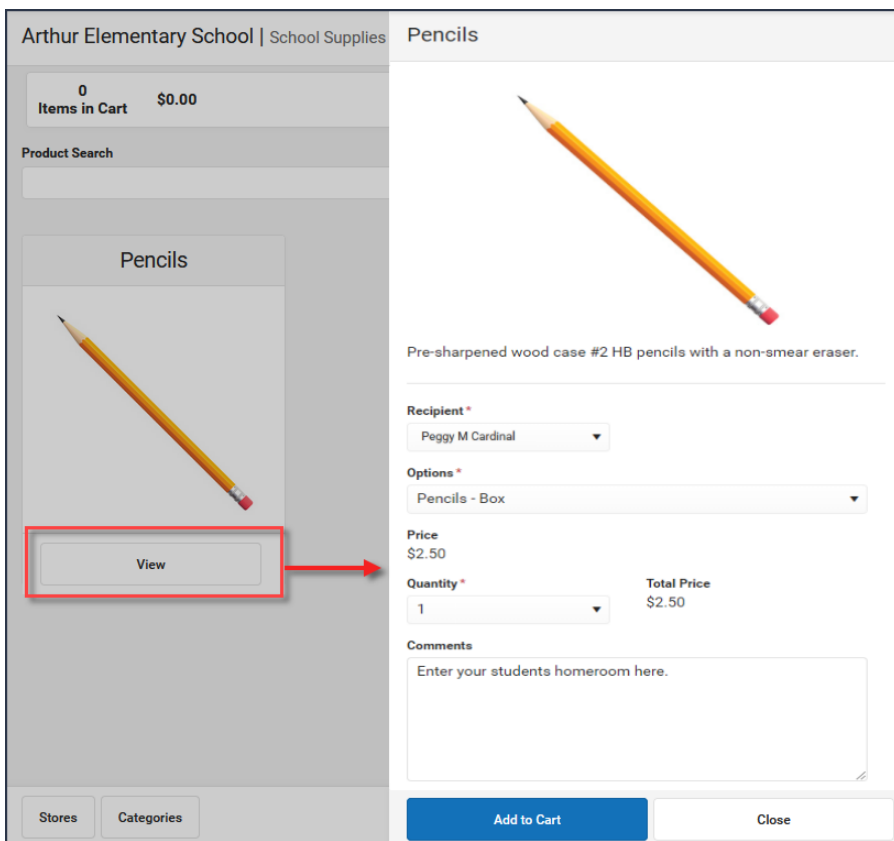 Arthur Elementary School | School Supplies
0
Items in Cart
$0.00
Product Search
Pencils
View
Stores
Categories
Pencils
Pre-sharpened wood case #2 HB pencils with a non-smear eraser.
Recipient *
Peggy M Cardinal
Options *
Pencils - Box
Price
$2.50
Quantity *
1
Total Price
$2.50
Comments
Enter your students homeroom here.
Add to Cart
Close